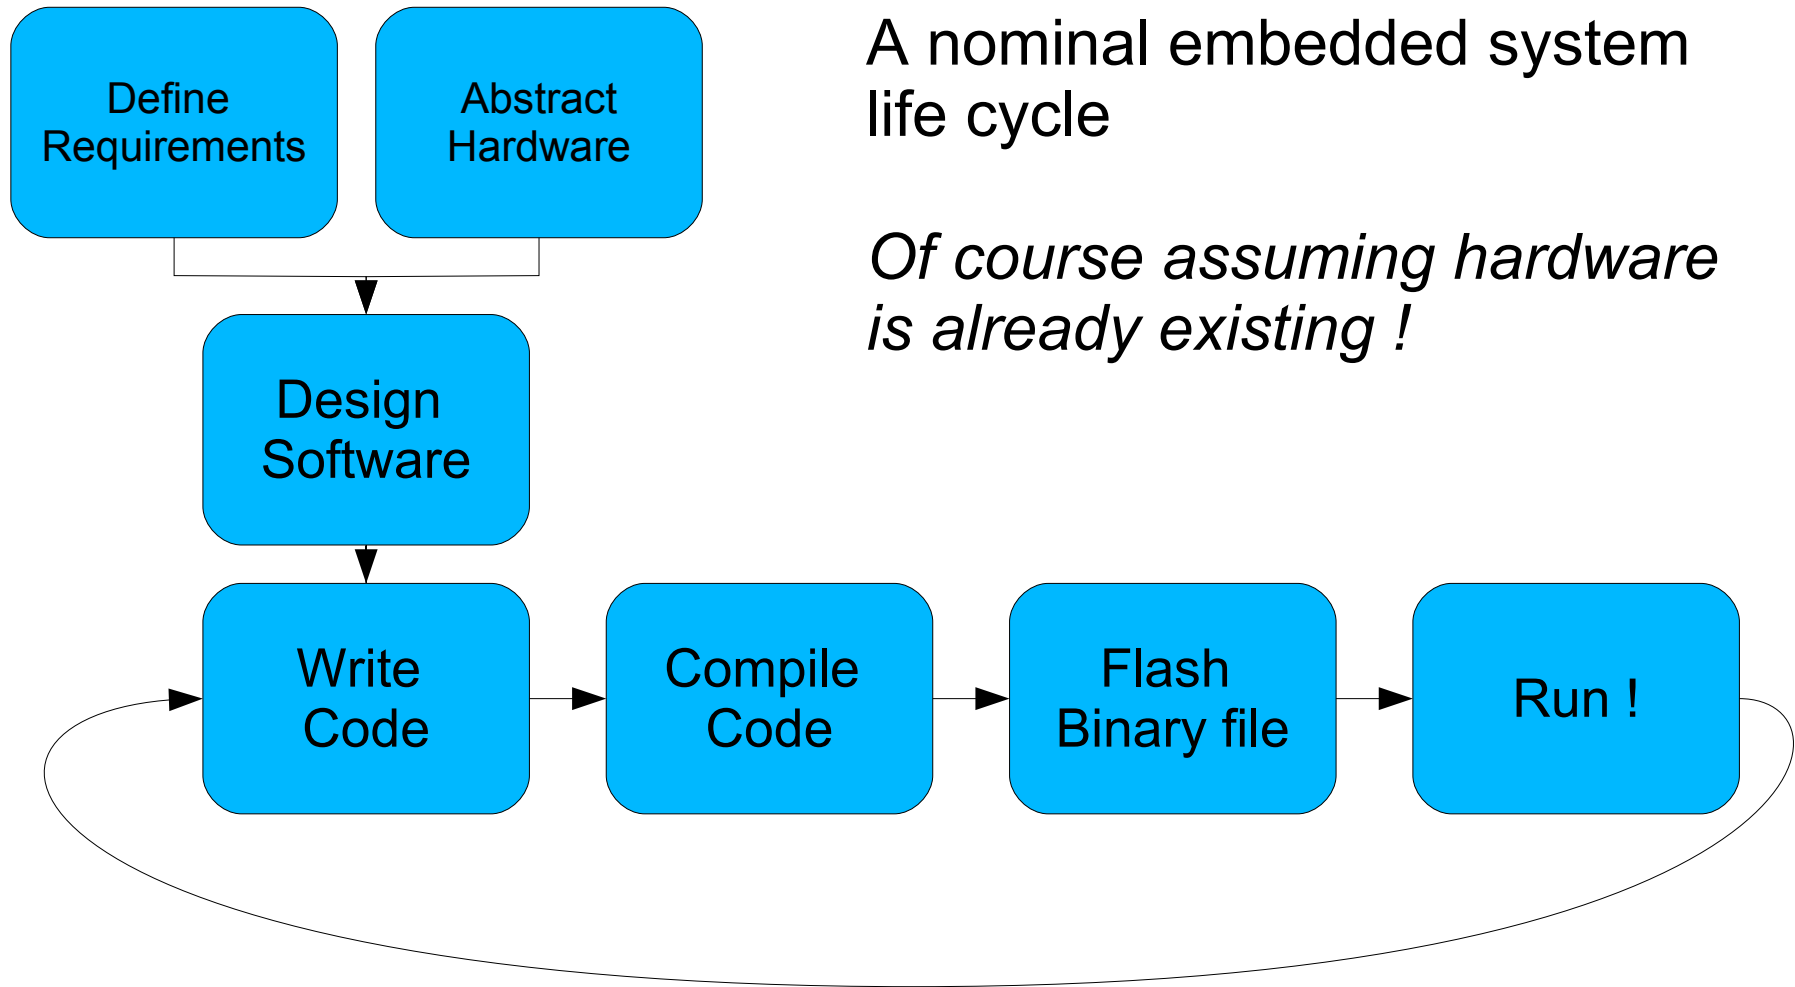 Define
Requirements
Abstract
Hardware
A nominal embedded system
life cycle
Of course assuming hardware
is already existing !
Design
Software
Write
Code
Compile
Code
Flash
Binary file
Run !